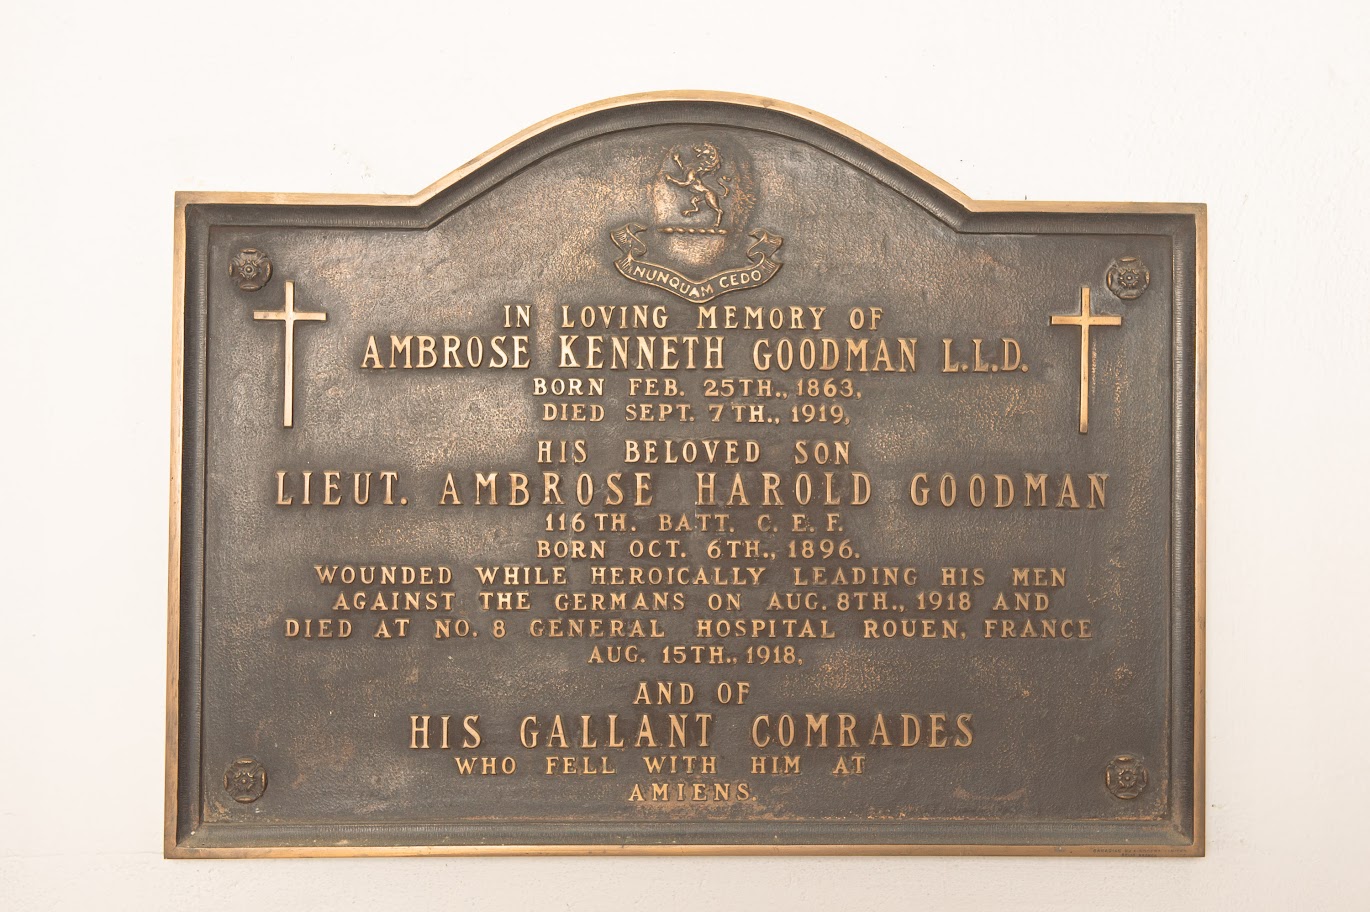 NUNQUAM CEDO
IN LOVING MEMORY OF
AMBROSE KENNETH GOODMAN L.L.D.
BORN FEB. 25TH., 1863,
DIED SEPT. 7TH., 1919,
HIS BELOVED SON
LIEUT. AMBROSE HAROLD GOODMAN
116TH. BATT. C. E. F.
BORN OCT. 6TH., 1896.
WOUNDED WHILE HEROICALLY LEADING HIS MEN
AGAINST THE GERMANS ON AUG. 8TH., 1918 AND
DIED AT NO. 8 GENERAL HOSPITAL ROUEN, FRANCE
AUG. 15TH., 1918,
AND OF
HIS GALLANT COMRADES
WHO FELL WITH HIM AT
AMIENS.